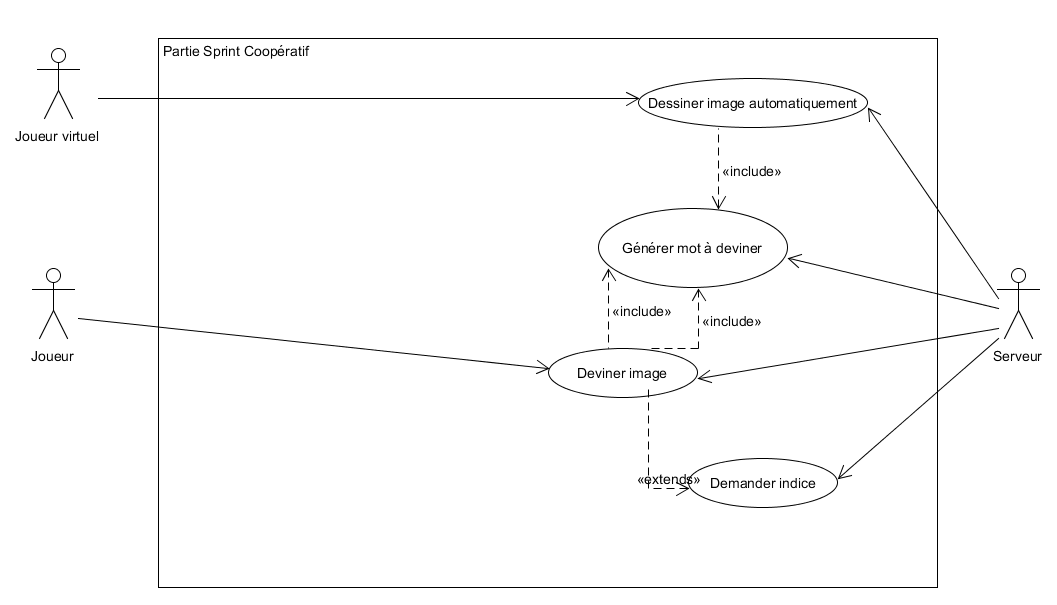 Partie Sprint Coopératif
Joueur virtuel
Dessiner image automatiquement
«include»
Générer mot à deviner
«include»
«include»
Joueur
Serveur
Deviner image
«extends»
Demander indice